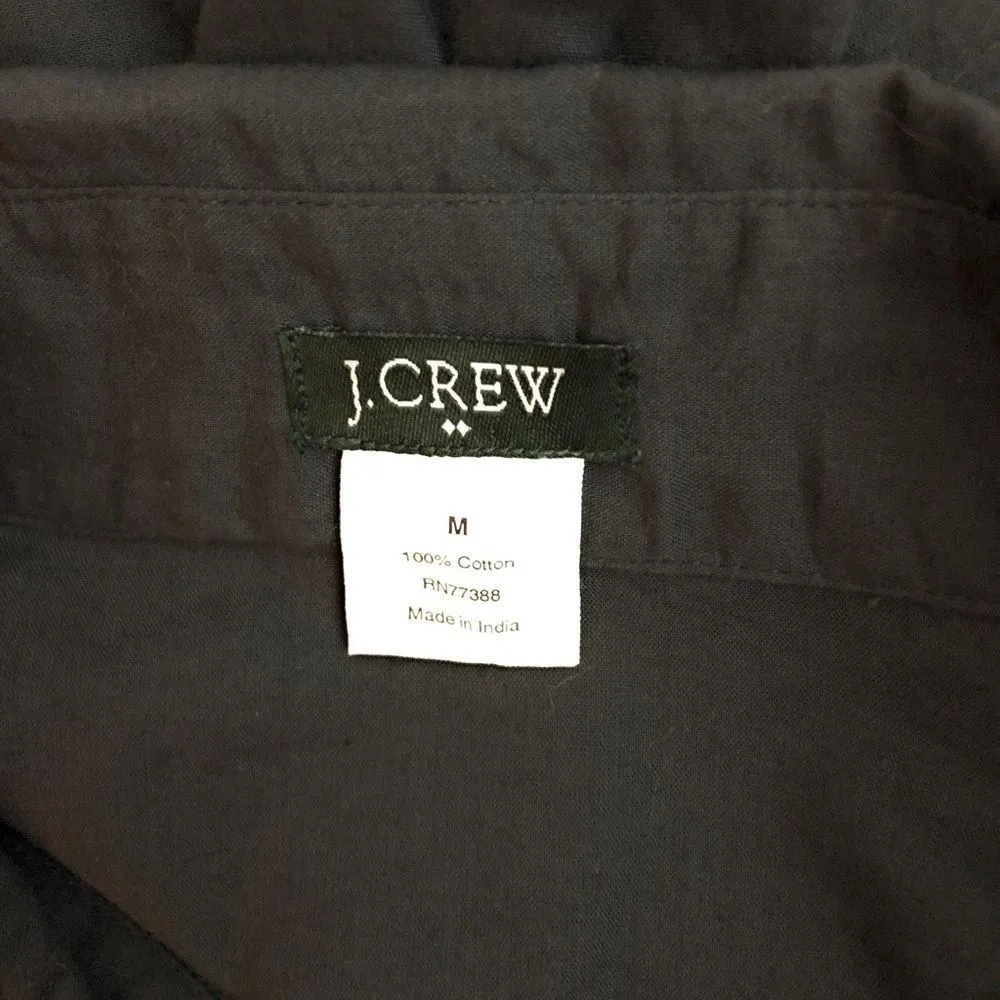 J.CREW
M
100% Cotton
RN77388
Made in India